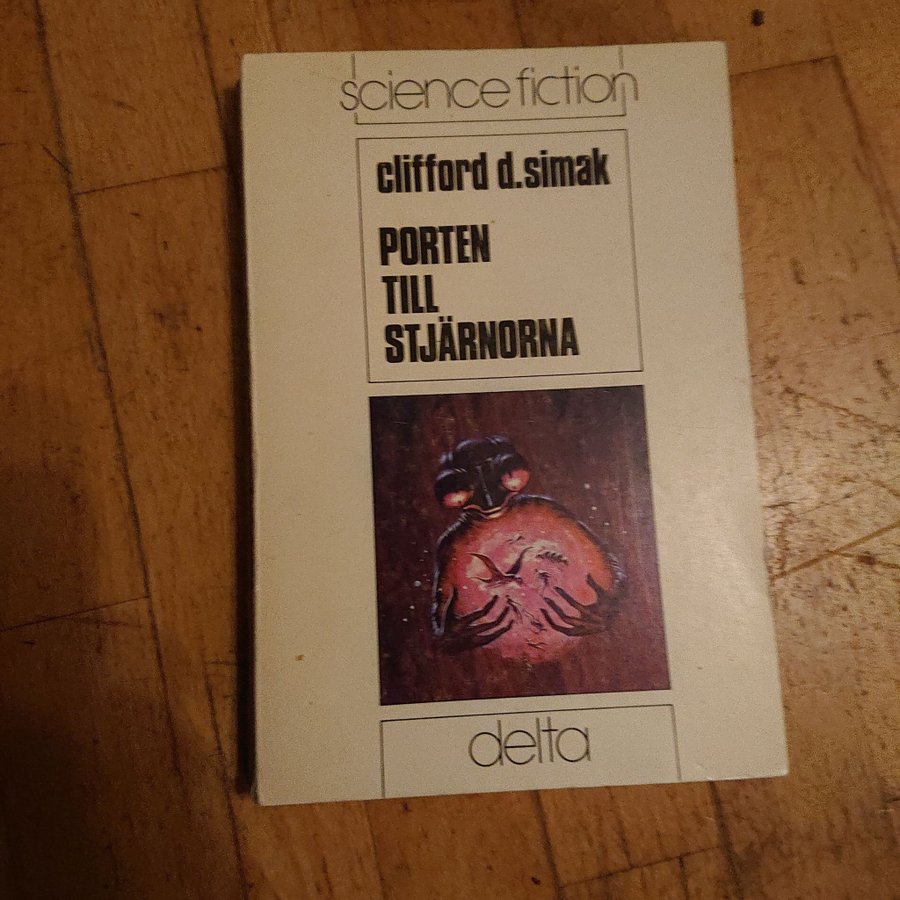 science fiction
clifford d.simak
PORTEN
TILL
STJÄRNORNA
delta